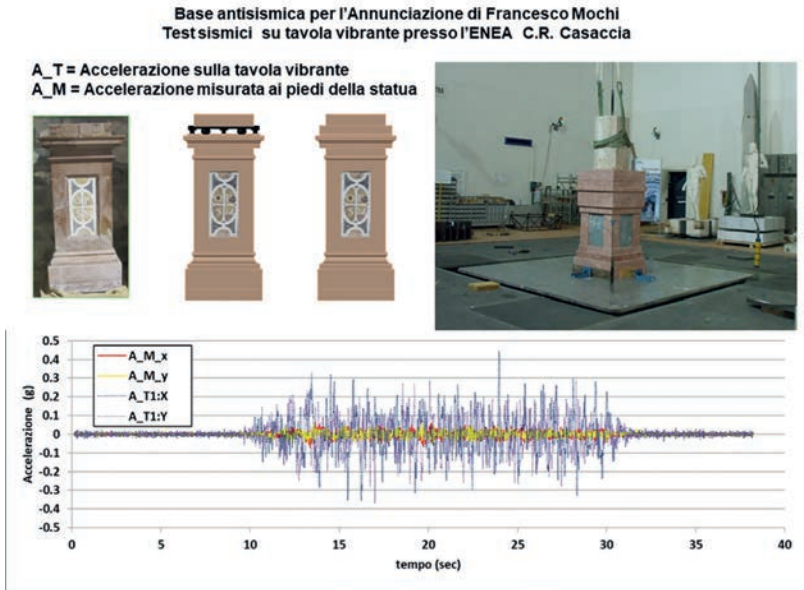 Base antisismica per l'Annunciazione di Francesco Mochi
Test sismici su tavola vibrante presso l'ENEA C.R. Casaccia
A_T = Accelerazione sulla tavola vibrante
A_M = Accelerazione misurata ai piedi della statua
0.5
0.4
0.3
0.2
0.1
0
-0.1
-0.2
-0.3
-0.4
-0.5
Accelerazione (g)
A_M_x
A_M_y
A_T1:X
A_T1:Y
0 5 10 15 20 25 30 35 40
tempo (sec)